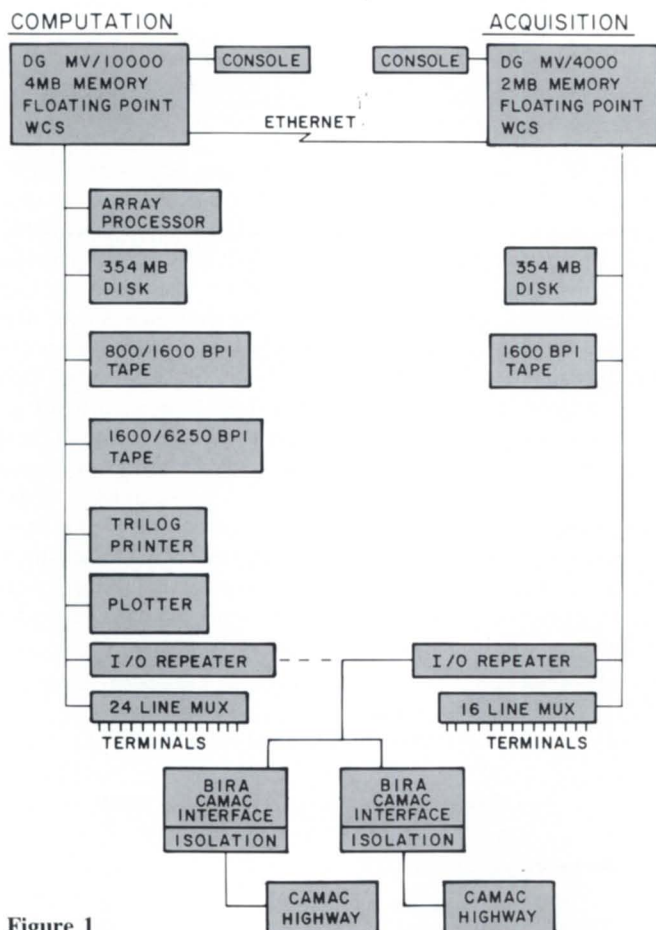 COMPUTATION
ACQUISITION
DG MV/10000
4MB MEMORY
FLOATING POINT
WCS
CONSOLE
CONSOLE
DG MV/4000
2MB MEMORY
FLOATING POINT
WCS
ETHERNET
ARRAY
PROCESSOR
354 MB
DISK
354 MB
DISK
800/1600 BPI
TAPE
1600 BPI
TAPE
1600/6250 BPI
TAPE
TRILOG
PRINTER
PLOTTER
I/O REPEATER
I/O REPEATER
24 LINE MUX
16 LINE MUX
TERMINALS
TERMINALS
BIRA
CAMAC
INTERFACE
ISOLATION
BIRA
CAMAC
INTERFACE
ISOLATION
CAMAC
HIGHWAY
CAMAC
HIGHWAY
Figure 1